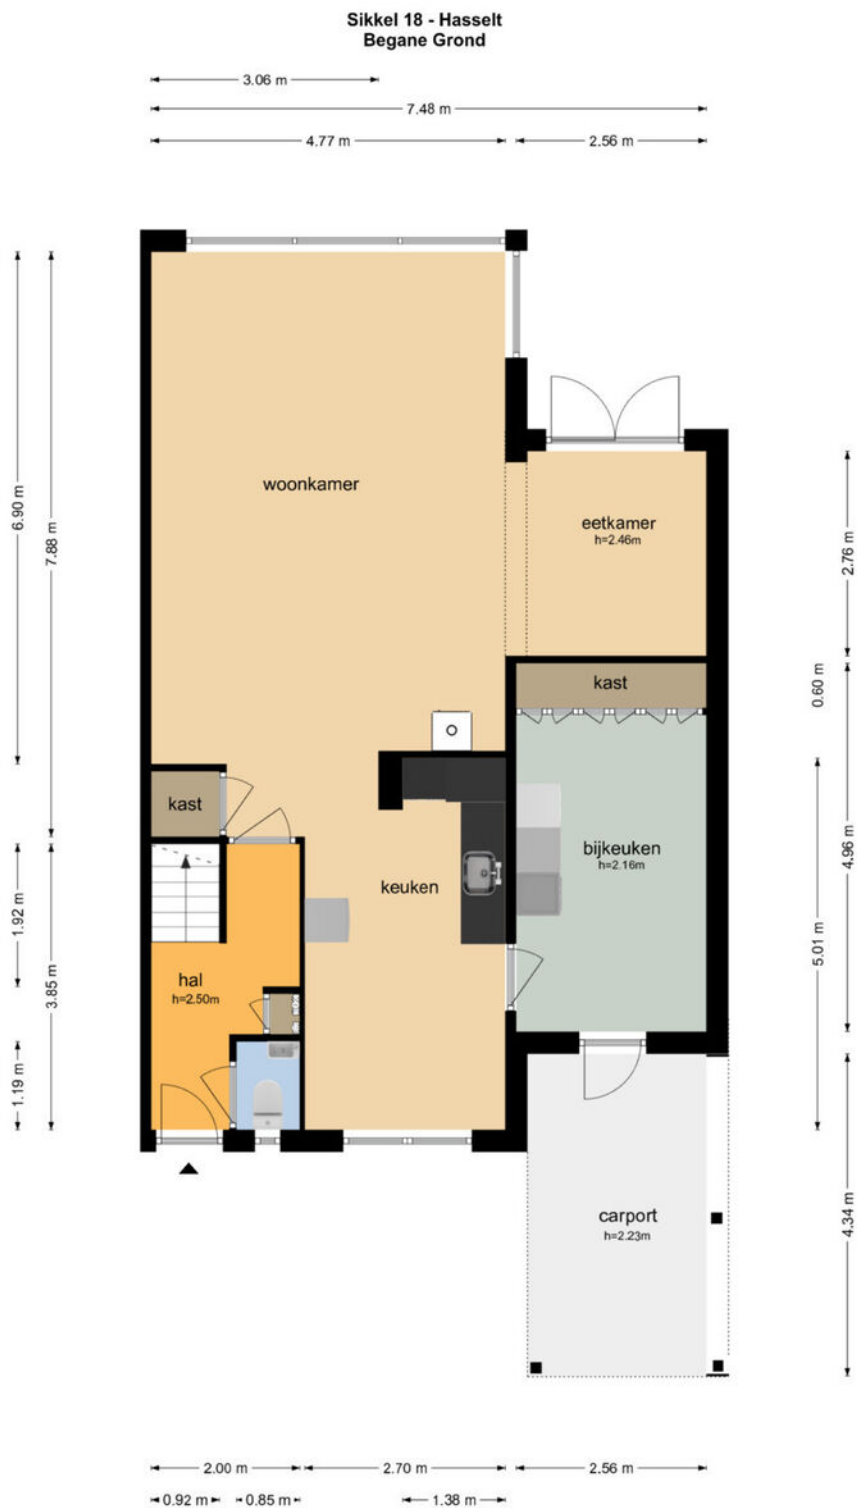 Sikkel 18 - Hasselt
Begane Grond
3.06 m
7.48 m
4.77 m
2.56 m
6.90 m
7.88 m
woonkamer
eetkamer
h=2.46m
2.76 m
kast
0.60 m
kast
bijkeuken
h=2.16m
4.96 m
keuken
1.92 m
5.01 m
hal
h=2.50m
3.85 m
1.19 m
carport
h=2.23m
4.34 m
2.00 m
2.70 m
2.56 m
0.92 m
0.85 m
1.38 m